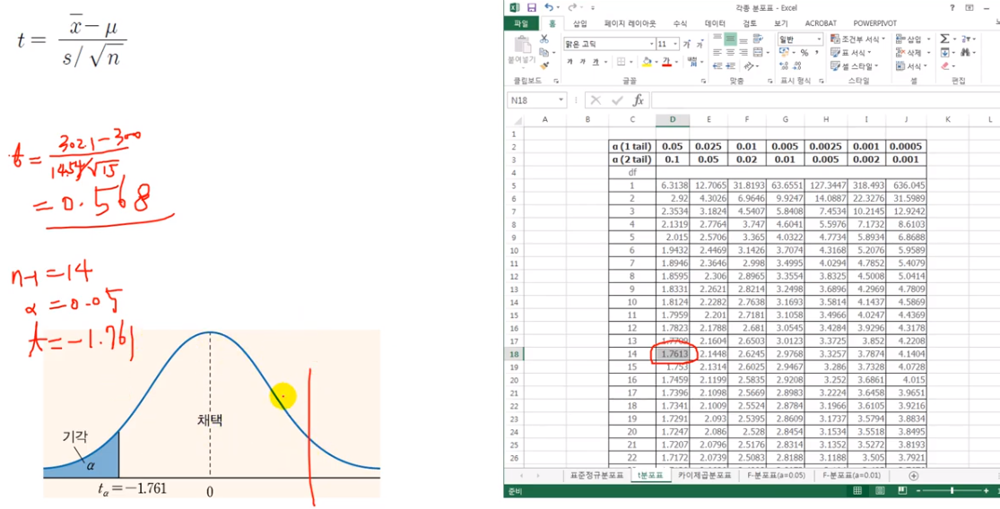 t = x̄ − μ / s / √n
t = 3021-300 / 14.54/√15
= 0.568
n-1 = 14
α = 0.05
t = -1.761
채택
기각
α
tα = −1.761
0
각종 분포표 - Excel
파일 홈 삽입 페이지 레이아웃 수식 데이터 검토 보기 ACROBAT POWERPIVOT
맑은 고딕 11 가 가 일반 조건부 서식 삽입
붙여넣기 가 가 가 가 % 표 서식 삭제
셀 스타일 서식
클립보드 글꼴 맞춤 표시 형식 스타일 셀 편집
N18 fx
A B C D E F G H I J K L
1
2 α (1 tail) 0.05 0.025 0.01 0.005 0.0025 0.001 0.0005
3 α (2 tail) 0.1 0.05 0.02 0.01 0.005 0.002 0.001
4 df
5 1 6.3138 12.7065 31.8193 63.6551 127.3447 318.493 636.045
6 2 2.92 4.3026 6.9646 9.9247 14.0887 22.3276 31.5989
7 3 2.3534 3.1824 4.5407 5.8408 7.4534 10.2145 12.9242
8 4 2.1319 2.7764 3.747 4.6041 5.5976 7.1732 8.6103
9 5 2.015 2.5706 3.365 4.0322 4.7734 5.8934 6.8688
10 6 1.9432 2.4469 3.1426 3.7074 4.3168 5.2076 5.9589
11 7 1.8946 2.3646 2.998 3.4995 4.0294 4.7852 5.4079
12 8 1.8595 2.306 2.8965 3.3554 3.8325 4.5008 5.0414
13 9 1.8331 2.2621 2.8214 3.2498 3.6896 4.2969 4.7809
14 10 1.8124 2.2282 2.7638 3.1693 3.5814 4.1437 4.5869
15 11 1.7959 2.201 2.7181 3.1058 3.4966 4.0247 4.4369
16 12 1.7823 2.1788 2.681 3.0545 3.4284 3.9296 4.3178
17 13 1.7709 2.1604 2.6503 3.0123 3.3725 3.852 4.2208
18 14 1.7613 2.1448 2.6245 2.9768 3.3257 3.7874 4.1404
19 15 1.753 2.1314 2.6025 2.9467 3.286 3.7328 4.0728
20 16 1.7459 2.1199 2.5835 2.9208 3.252 3.6861 4.015
21 17 1.7396 2.1098 2.5669 2.8983 3.2224 3.6458 3.9651
22 18 1.7341 2.1009 2.5524 2.8784 3.1966 3.6105 3.9216
23 19 1.7291 2.093 2.5395 2.8609 3.1737 3.5794 3.8834
24 20 1.7247 2.086 2.528 2.8454 3.1534 3.5518 3.8495
25 21 1.7207 2.0796 2.5176 2.8314 3.1352 3.5272 3.8193
26 22 1.7172 2.0739 2.5083 2.8188 3.1188 3.505 3.7921
표준정규분포표 t분포표 카이제곱분포표 F-분포표(a=0.05) F-분포표(a=0.01)
준비